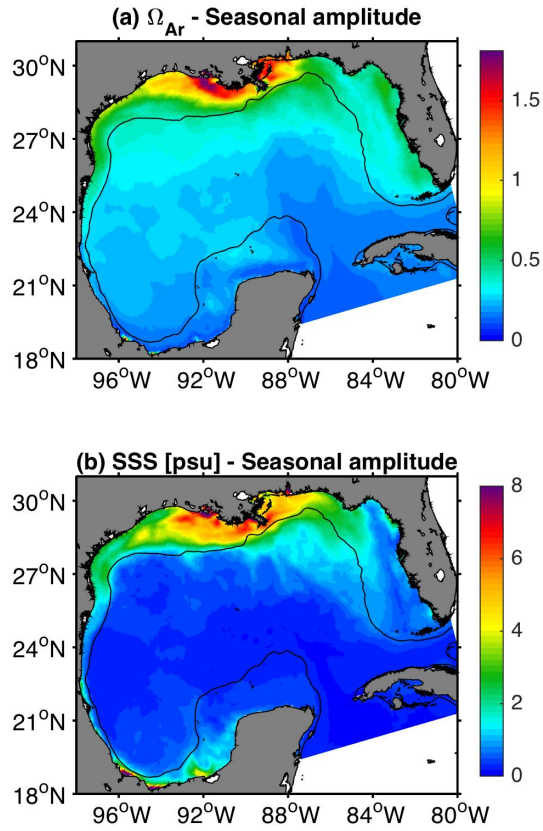 (a) Ω_Ar - Seasonal amplitude
30°N
27°N
24°N
21°N
18°N
96°W 92°W 88°W 84°W 80°W
1.5
1
0.5
0
(b) SSS [psu] - Seasonal amplitude
30°N
27°N
24°N
21°N
18°N
96°W 92°W 88°W 84°W 80°W
8
6
4
2
0